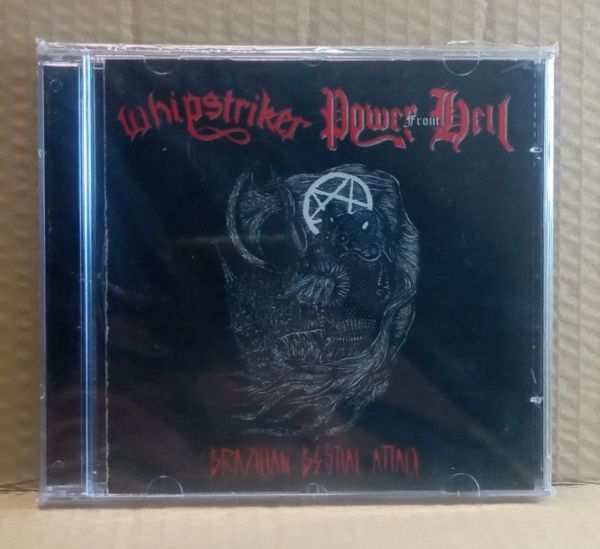 Whipstriker Power From Hell
BRAZILIAN BESTIAL ATTACK